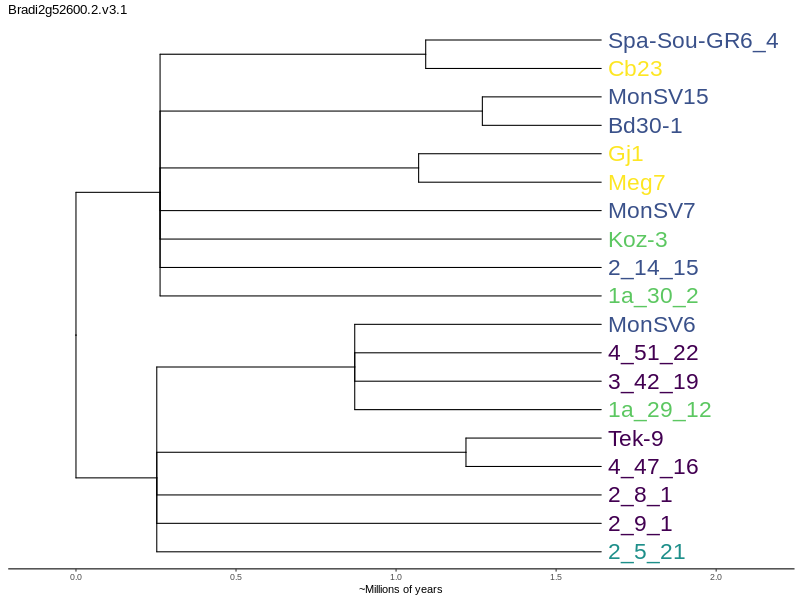 Bradi2g52600.2.v3.1
Spa-Sou-GR6_4
Cb23
MonSV15
Bd30-1
Gj1
Meg7
MonSV7
Koz-3
2_14_15
1a_30_2
MonSV6
4_51_22
3_42_19
1a_29_12
Tek-9
4_47_16
2_8_1
2_9_1
2_5_21
0.0 0.5 1.0 1.5 2.0
~Millions of years